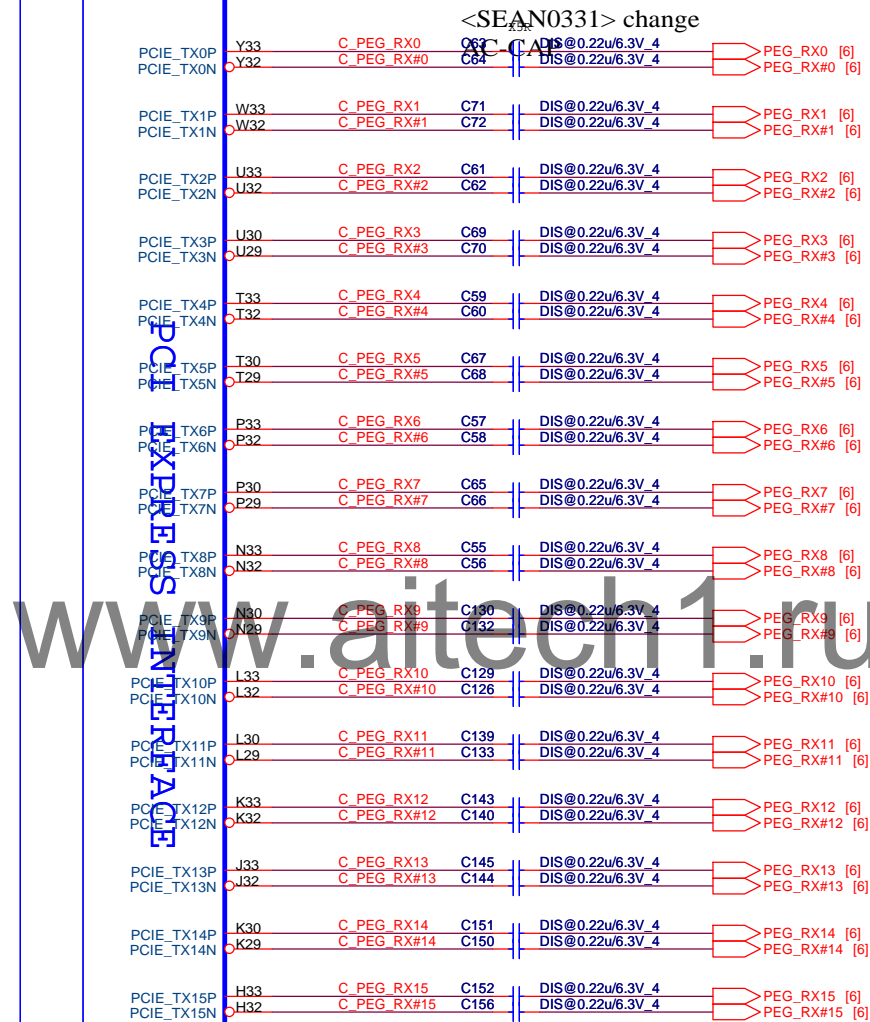 <SEAN0331> change
AC-CAP
X5R
PCIE_TX0P Y33 C_PEG_RX0 C63 DIS@0.22u/6.3V_4 PEG_RX0 [6]
PCIE_TX0N Y32 C_PEG_RX#0 C64 DIS@0.22u/6.3V_4 PEG_RX#0 [6]
PCIE_TX1P W33 C_PEG_RX1 C71 DIS@0.22u/6.3V_4 PEG_RX1 [6]
PCIE_TX1N W32 C_PEG_RX#1 C72 DIS@0.22u/6.3V_4 PEG_RX#1 [6]
PCIE_TX2P U33 C_PEG_RX2 C61 DIS@0.22u/6.3V_4 PEG_RX2 [6]
PCIE_TX2N U32 C_PEG_RX#2 C62 DIS@0.22u/6.3V_4 PEG_RX#2 [6]
PCIE_TX3P U30 C_PEG_RX3 C69 DIS@0.22u/6.3V_4 PEG_RX3 [6]
PCIE_TX3N U29 C_PEG_RX#3 C70 DIS@0.22u/6.3V_4 PEG_RX#3 [6]
PCIE_TX4P T33 C_PEG_RX4 C59 DIS@0.22u/6.3V_4 PEG_RX4 [6]
PCIE_TX4N T32 C_PEG_RX#4 C60 DIS@0.22u/6.3V_4 PEG_RX#4 [6]
PCIE_TX5P T30 C_PEG_RX5 C67 DIS@0.22u/6.3V_4 PEG_RX5 [6]
PCIE_TX5N T29 C_PEG_RX#5 C68 DIS@0.22u/6.3V_4 PEG_RX#5 [6]
PCIE_TX6P P33 C_PEG_RX6 C57 DIS@0.22u/6.3V_4 PEG_RX6 [6]
PCIE_TX6N P32 C_PEG_RX#6 C58 DIS@0.22u/6.3V_4 PEG_RX#6 [6]
PCIE_TX7P P30 C_PEG_RX7 C65 DIS@0.22u/6.3V_4 PEG_RX7 [6]
PCIE_TX7N P29 C_PEG_RX#7 C66 DIS@0.22u/6.3V_4 PEG_RX#7 [6]
PCIE_TX8P N33 C_PEG_RX8 C55 DIS@0.22u/6.3V_4 PEG_RX8 [6]
PCIE_TX8N N32 C_PEG_RX#8 C56 DIS@0.22u/6.3V_4 PEG_RX#8 [6]
PCIE_TX9P N30 C_PEG_RX9 C130 DIS@0.22u/6.3V_4 PEG_RX9 [6]
PCIE_TX9N N29 C_PEG_RX#9 C132 DIS@0.22u/6.3V_4 PEG_RX#9 [6]
PCIE_TX10P L33 C_PEG_RX10 C129 DIS@0.22u/6.3V_4 PEG_RX10 [6]
PCIE_TX10N L32 C_PEG_RX#10 C126 DIS@0.22u/6.3V_4 PEG_RX#10 [6]
PCIE_TX11P L30 C_PEG_RX11 C139 DIS@0.22u/6.3V_4 PEG_RX11 [6]
PCIE_TX11N L29 C_PEG_RX#11 C133 DIS@0.22u/6.3V_4 PEG_RX#11 [6]
PCIE_TX12P K33 C_PEG_RX12 C143 DIS@0.22u/6.3V_4 PEG_RX12 [6]
PCIE_TX12N K32 C_PEG_RX#12 C140 DIS@0.22u/6.3V_4 PEG_RX#12 [6]
PCIE_TX13P J33 C_PEG_RX13 C145 DIS@0.22u/6.3V_4 PEG_RX13 [6]
PCIE_TX13N J32 C_PEG_RX#13 C144 DIS@0.22u/6.3V_4 PEG_RX#13 [6]
PCIE_TX14P K30 C_PEG_RX14 C151 DIS@0.22u/6.3V_4 PEG_RX14 [6]
PCIE_TX14N K29 C_PEG_RX#14 C150 DIS@0.22u/6.3V_4 PEG_RX#14 [6]
PCIE_TX15P H33 C_PEG_RX15 C152 DIS@0.22u/6.3V_4 PEG_RX15 [6]
PCIE_TX15N H32 C_PEG_RX#15 C156 DIS@0.22u/6.3V_4 PEG_RX#15 [6]
PCI EXPRESS INTERFACE
www.aitech1.ru